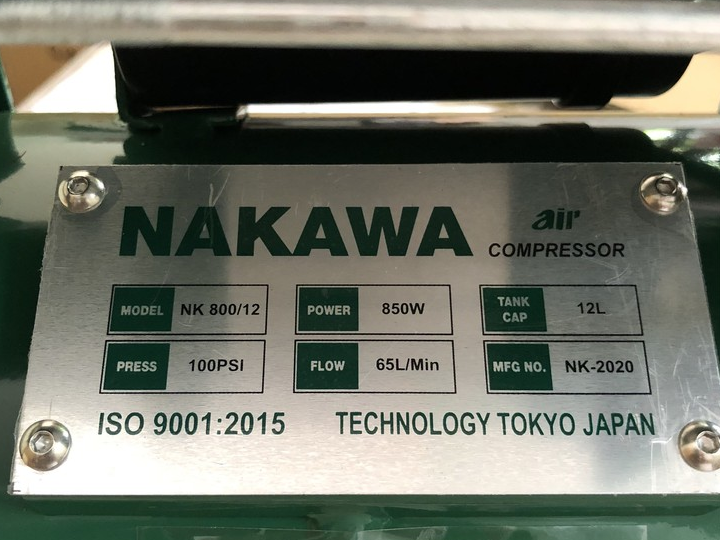 NAKAWA air
COMPRESSOR
MODEL NK 800/12 POWER 850W TANK CAP 12L
PRESS 100PSI FLOW 65L/Min MFG NO. NK-2020
ISO 9001:2015 TECHNOLOGY TOKYO JAPAN